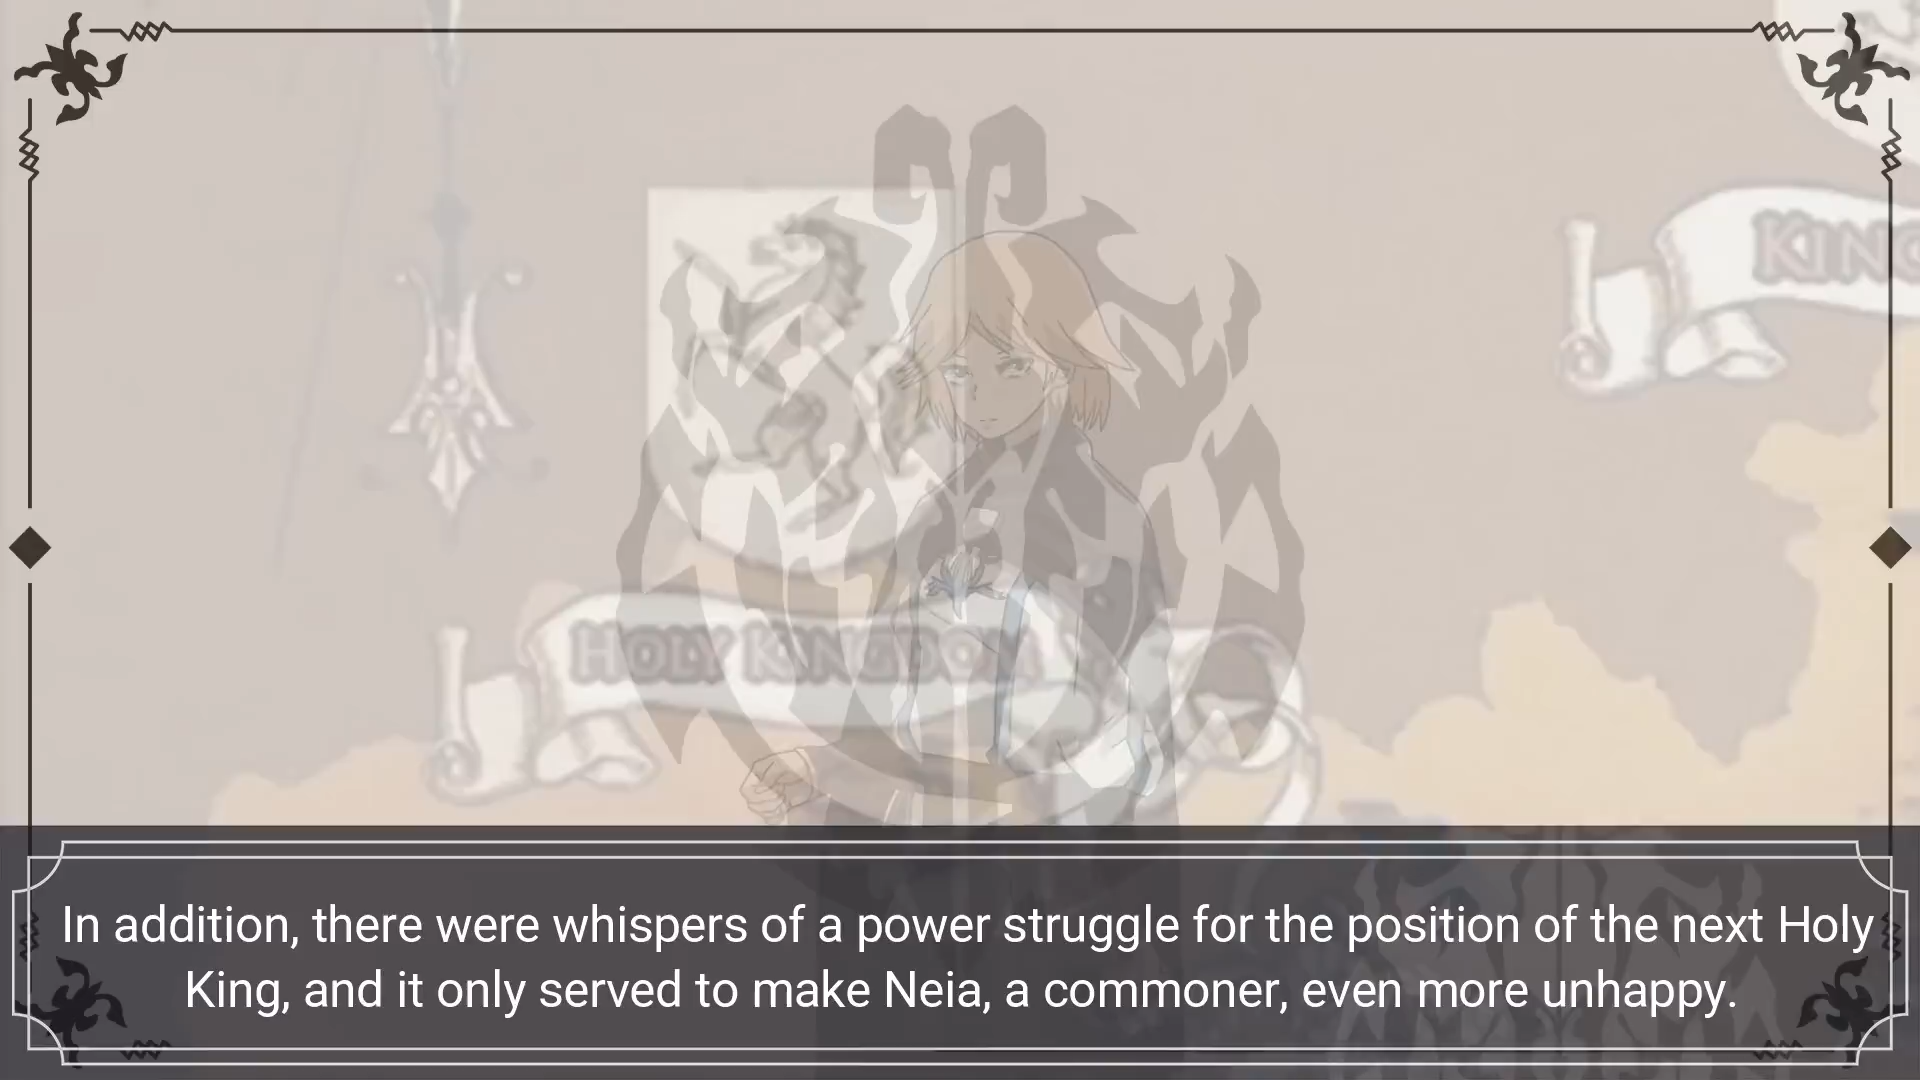 KING
HOLY KINGDOM
In addition, there were whispers of a power struggle for the position of the next Holy
King, and it only served to make Neia, a commoner, even more unhappy.